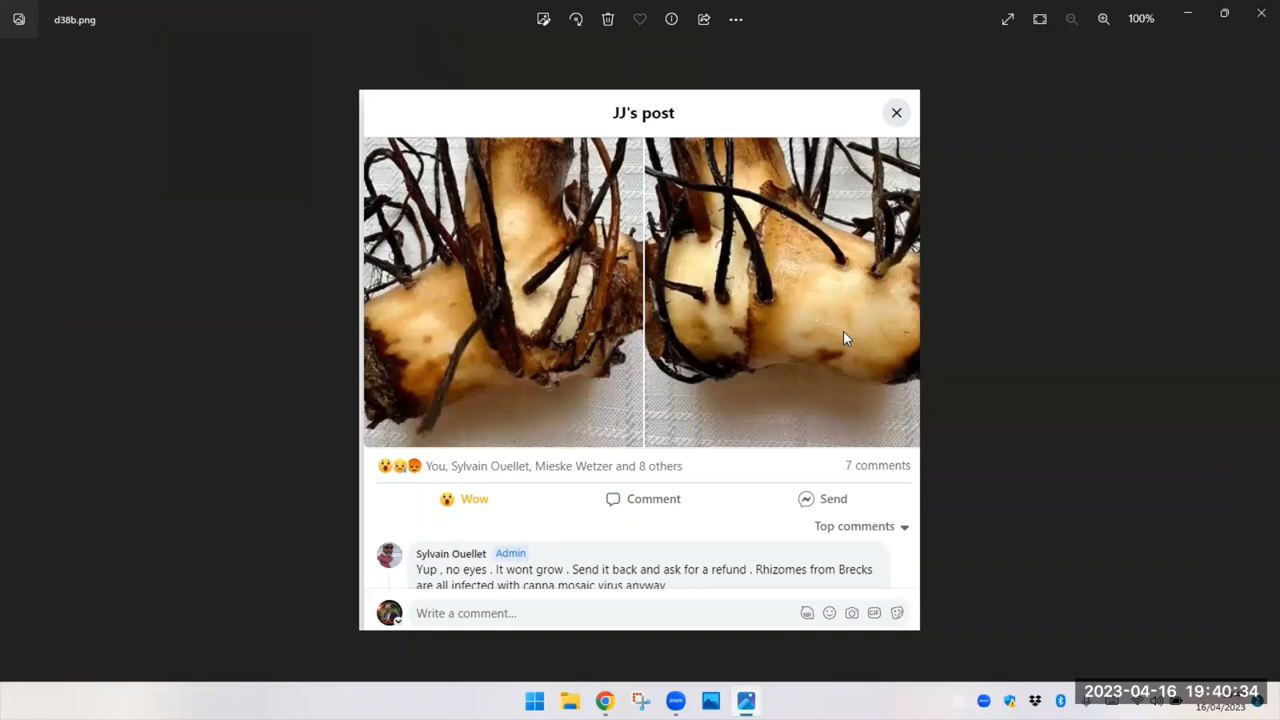 d38b.png
100%
JJ's post
You, Sylvain Ouellet, Mieske Wetzer and 8 others
7 comments
Wow
Comment
Send
Top comments
Sylvain Ouellet Admin
Yup , no eyes . It wont grow . Send it back and ask for a refund . Rhizomes from Brecks
are all infected with canna mosaic virus anyway
Write a comment...
GIF
zoom
2023-04-16 19:40:34
16/04/2023